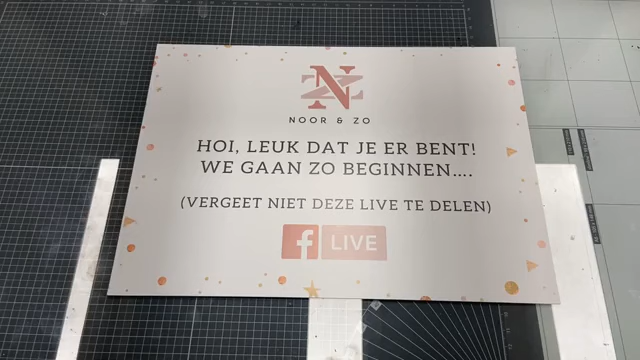 NZ
NOOR & ZO
HOI, LEUK DAT JE ER BENT!
WE GAAN ZO BEGINNEN....
(VERGEET NIET DEZE LIVE TE DELEN)
f LIVE